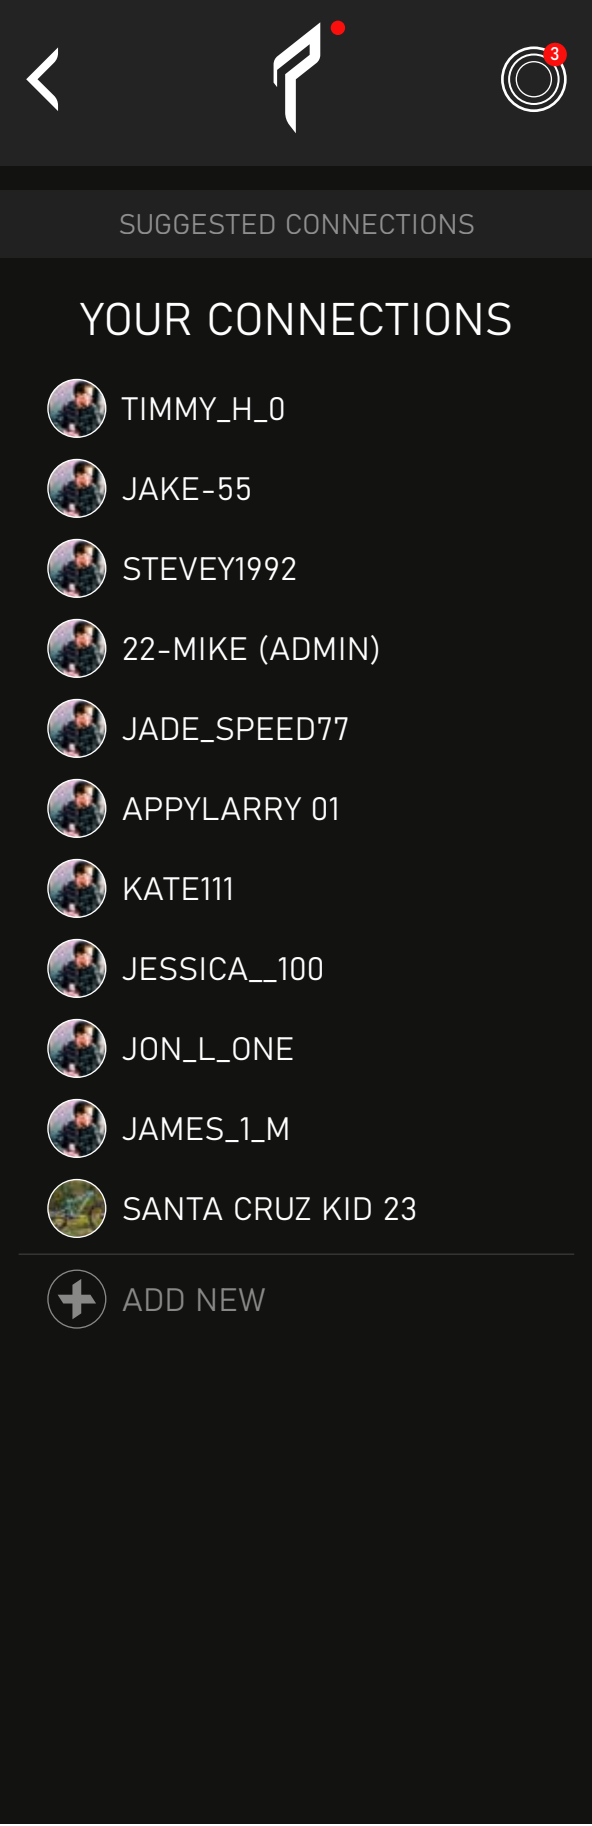 3
SUGGESTED CONNECTIONS
YOUR CONNECTIONS
TIMMY_H_0
JAKE-55
STEVEY1992
22-MIKE (ADMIN)
JADE_SPEED77
APPYLARRY 01
KATE111
JESSICA__100
JON_L_ONE
JAMES_1_M
SANTA CRUZ KID 23
ADD NEW